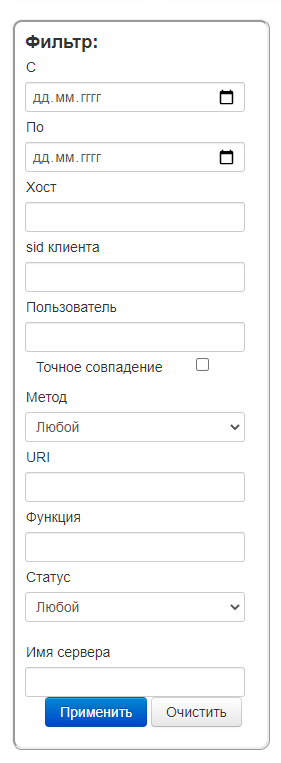 Фильтр:
С
дд.мм.гггг
По
дд.мм.гггг
Хост
sid клиента
Пользователь
Точное совпадение
Метод
Любой
URI
Функция
Статус
Любой
Имя сервера
Применить Очистить